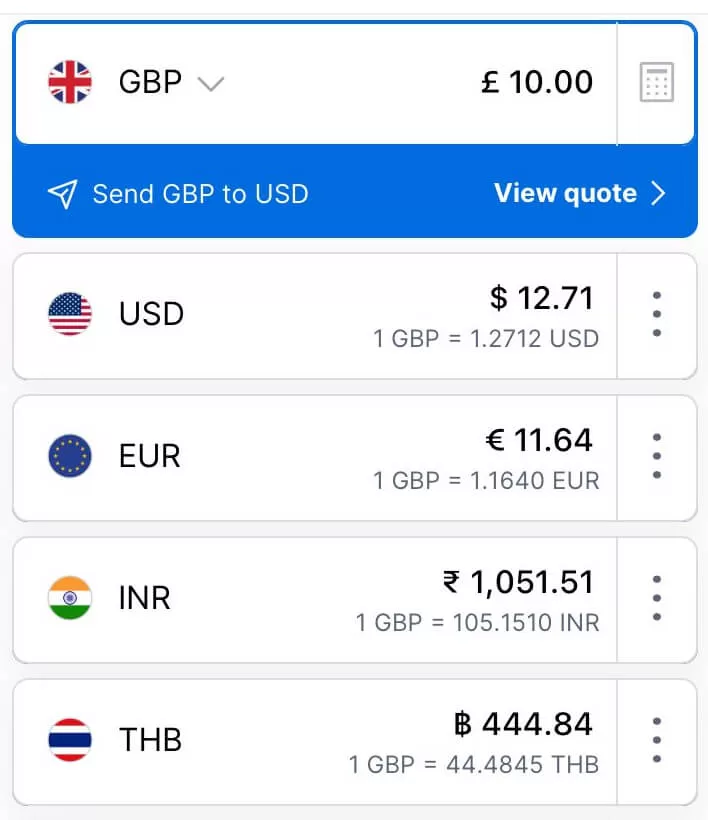 GBP £ 10.00
Send GBP to USD View quote
USD $ 12.71
1 GBP = 1.2712 USD
EUR € 11.64
1 GBP = 1.1640 EUR
INR ₹ 1,051.51
1 GBP = 105.1510 INR
THB ฿ 444.84
1 GBP = 44.4845 THB